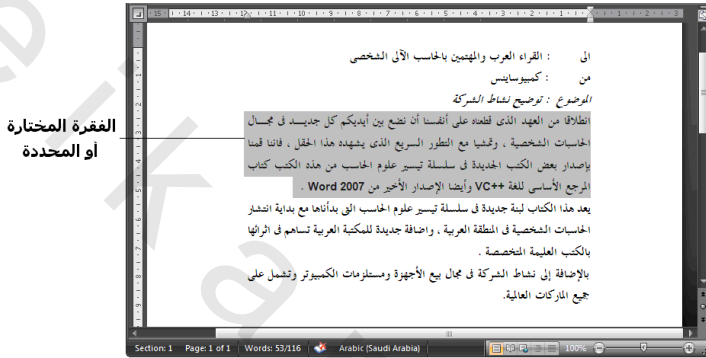 الى : القراء العرب والمهتمين بالحاسب الآلى الشخصى
من : كمبيوساينس
الموضوع : توضيح نشاط الشركة
انطلاقا من العهد الذى قطعناه على أنفسنا أن نضع بين أيديكم كل جديد فى مجال
الحاسبات الشخصية ، وتمشيا مع التطور السريع الذى يشهده هذا الحقل ، فاننا قمنا
بإصدار بعض الكتب الجديدة فى سلسلة تيسير علوم الحاسب من هذه الكتب كتاب
المرجع الأساسى للغة VC++ وأيضا الإصدار الأخير من Word 2007 .
يعد هذا الكتاب لبنة جديدة فى سلسلة تيسير علوم الحاسب التى بدأناها مع بداية انتشار
الحاسبات الشخصية فى المنطقة العربية ، واضافة جديدة للمكتبة العربية تساهم فى اثرائها
بالكتب العليمة المتخصصة .
بالإضافة إلى نشاط الشركة فى مجال بيع الأجهزة ومستلزمات الكمبيوتر وتشمل على
جميع الماركات العالمية.
الفقرة المختارة
أو المحددة
Section: 1 Page: 1 of 1 Words: 53/116 Arabic (Saudi Arabia) 100%